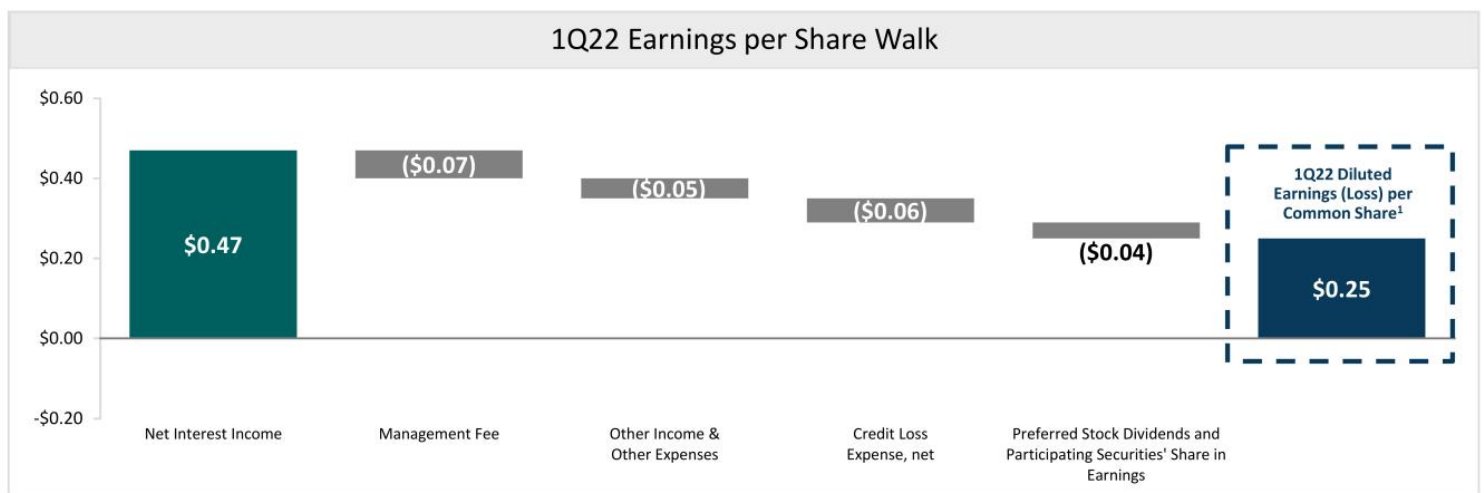 1Q22 Earnings per Share Walk
$0.60
$0.40
$0.20
$0.00
-$0.20
$0.47
($0.07)
($0.05)
($0.06)
($0.04)
1Q22 Diluted
Earnings (Loss) per
Common Share¹
$0.25
Net Interest Income
Management Fee
Other Income &
Other Expenses
Credit Loss
Expense, net
Preferred Stock Dividends and
Participating Securities' Share in
Earnings